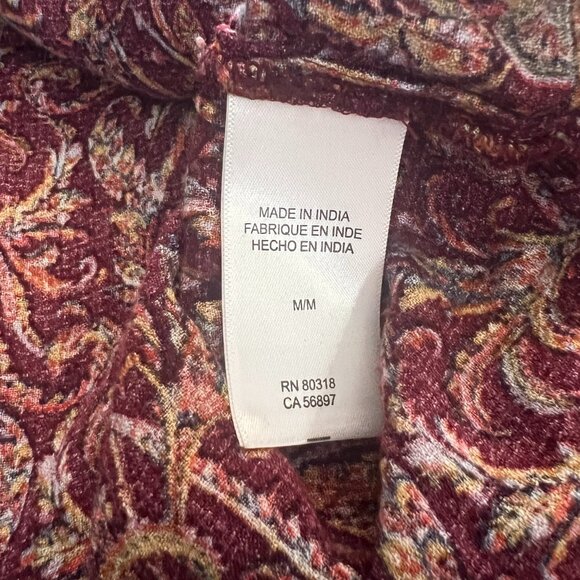 MADE IN INDIA
FABRIQUE EN INDE
HECHO EN INDIA
M/M
RN 80318
CA 56897